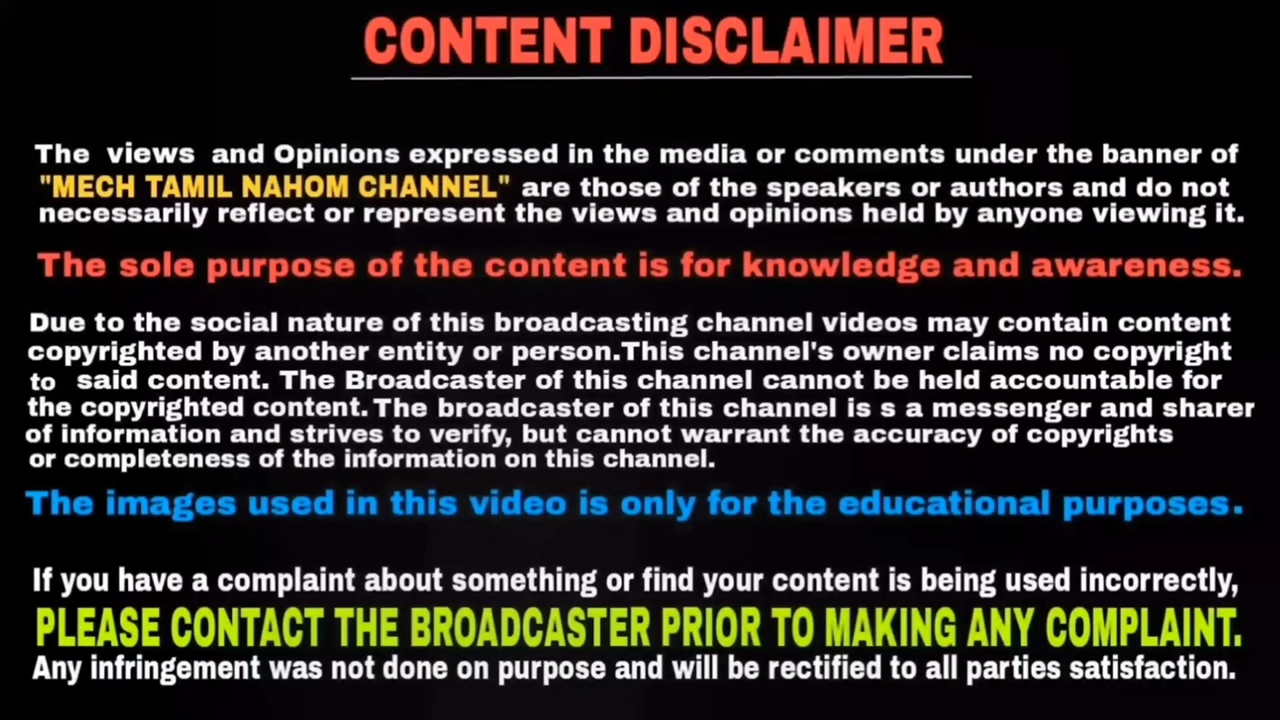 CONTENT DISCLAIMER
The views and Opinions expressed in the media or comments under the banner of
"MECH TAMIL NAHOM CHANNEL" are those of the speakers or authors and do not
necessarily reflect or represent the views and opinions held by anyone viewing it.
The sole purpose of the content is for knowledge and awareness.
Due to the social nature of this broadcasting channel videos may contain content
copyrighted by another entity or person.This channel's owner claims no copyright
to said content. The Broadcaster of this channel cannot be held accountable for
the copyrighted content. The broadcaster of this channel is s a messenger and sharer
of information and strives to verify, but cannot warrant the accuracy of copyrights
or completeness of the information on this channel.
The images used in this video is only for the educational purposes.
If you have a complaint about something or find your content is being used incorrectly,
PLEASE CONTACT THE BROADCASTER PRIOR TO MAKING ANY COMPLAINT.
Any infringement was not done on purpose and will be rectified to all parties satisfaction.